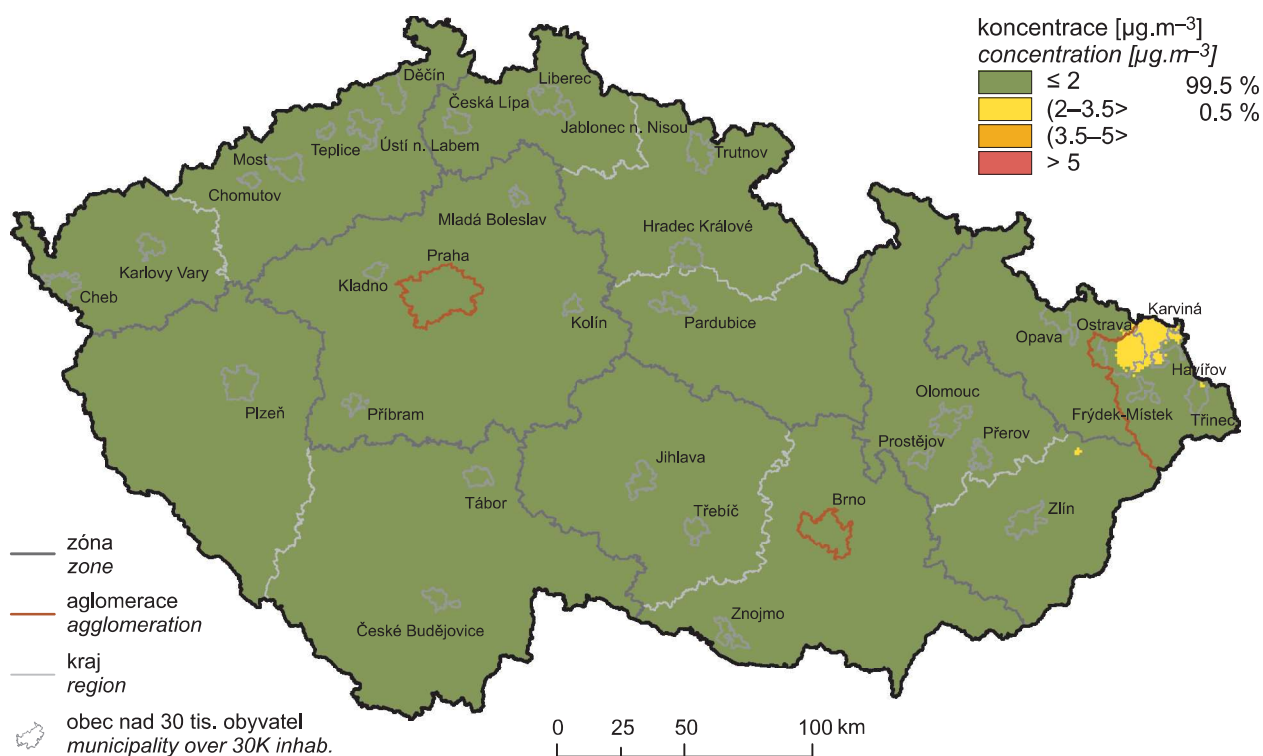 koncentrace [µg.m–3]
concentration [µg.m–3]
≤ 2 99.5 %
(2–3.5> 0.5 %
(3.5–5>
> 5
Děčín
Liberec
Česká Lípa
Jablonec n. Nisou
Teplice
Ústí n. Labem
Most
Trutnov
Chomutov
Mladá Boleslav
Hradec Králové
Karlovy Vary
Praha
Kladno
Cheb
Kolín
Pardubice
Karviná
Ostrava
Opava
Havířov
Plzeň
Příbram
Olomouc
Frýdek-Místek
Třinec
Prostějov
Přerov
Jihlava
Tábor
Třebíč
Brno
Zlín
České Budějovice
Znojmo
zóna
zone
aglomerace
agglomeration
kraj
region
obec nad 30 tis. obyvatel
municipality over 30K inhab.
0 25 50 100 km